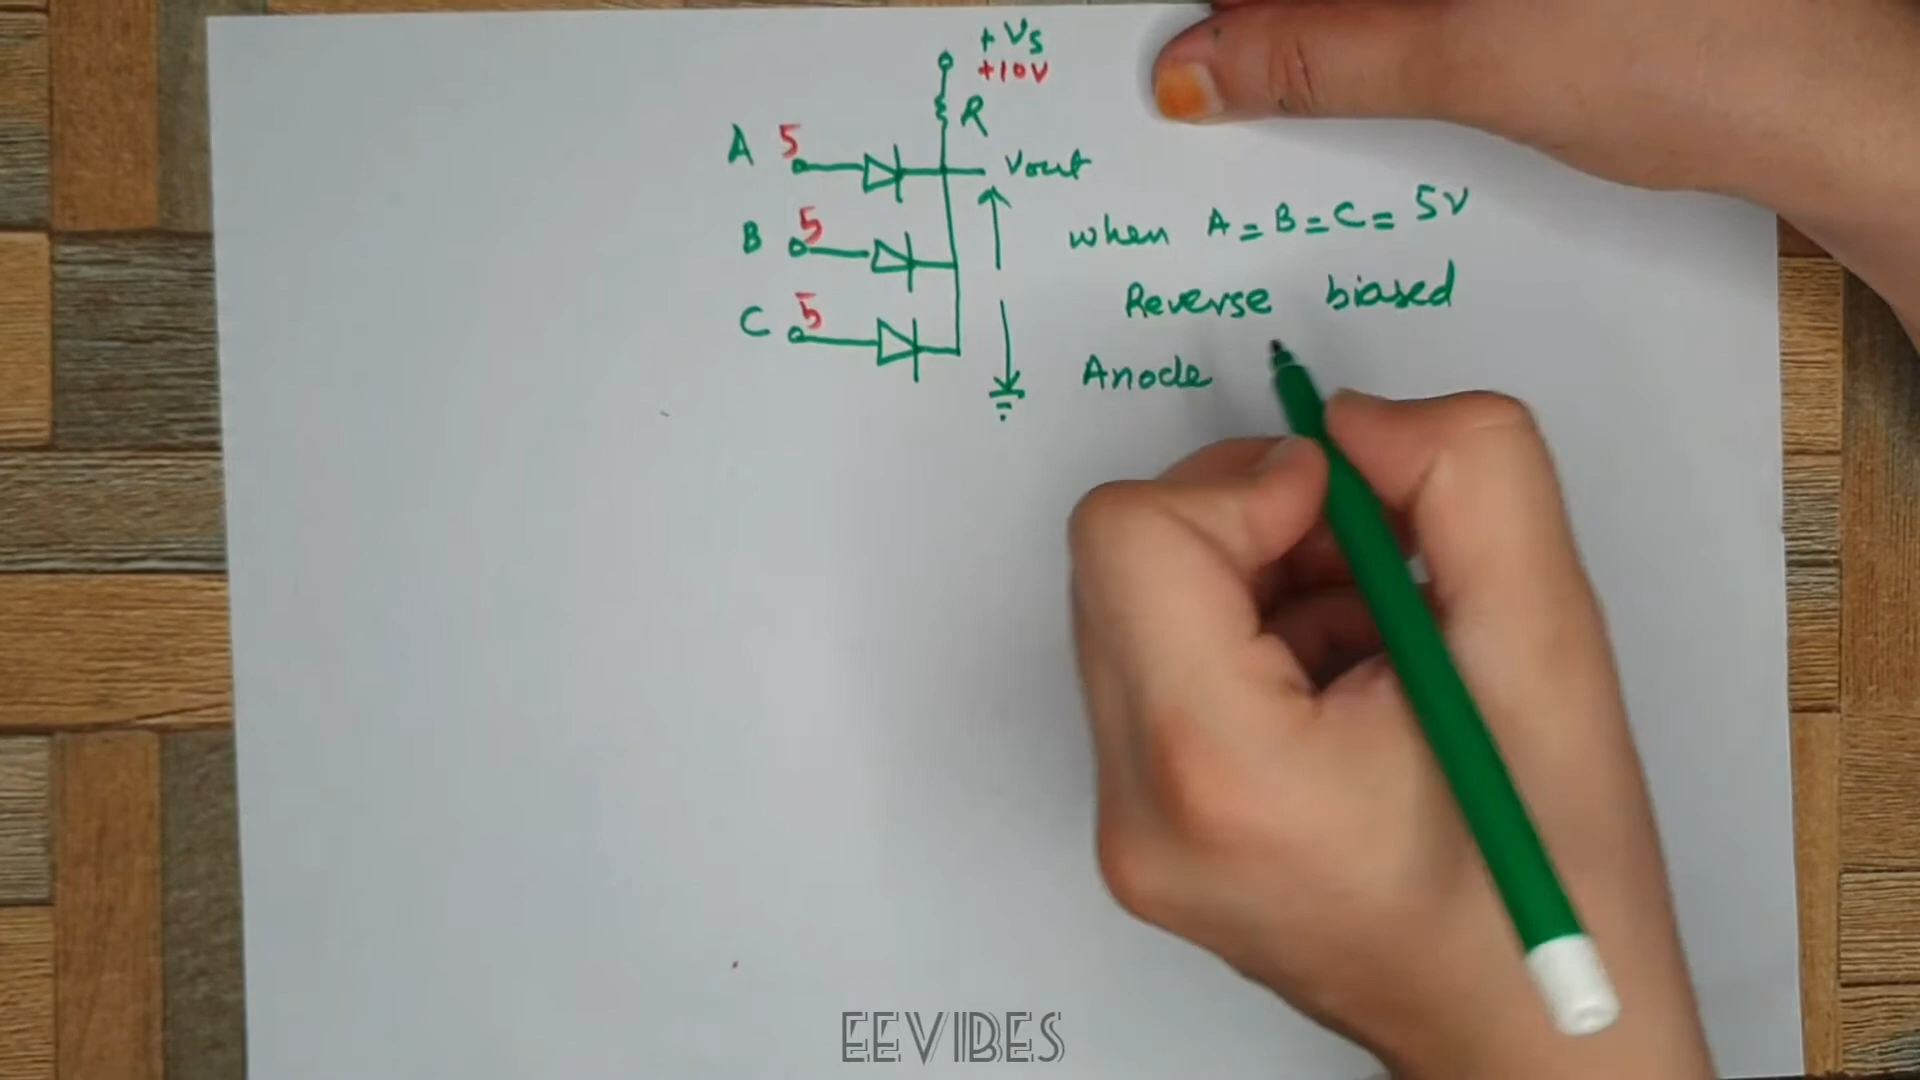 +Vs
+10V
R
A 5
Vout
B 5
when A=B=C= 5V
C 5
Reverse biased
Anode
EEVIBES